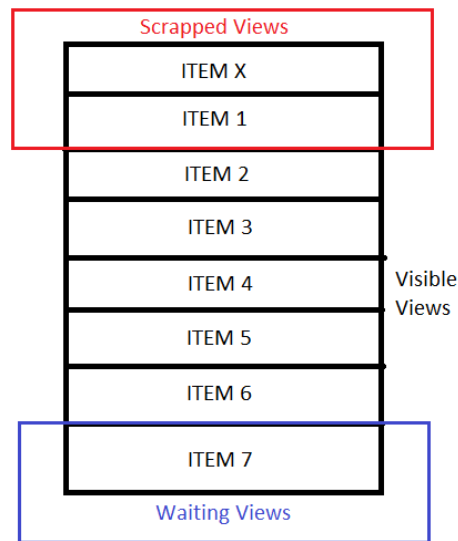 Scrapped Views
ITEM X
ITEM 1
ITEM 2
ITEM 3
ITEM 4
Visible
Views
ITEM 5
ITEM 6
ITEM 7
Waiting Views